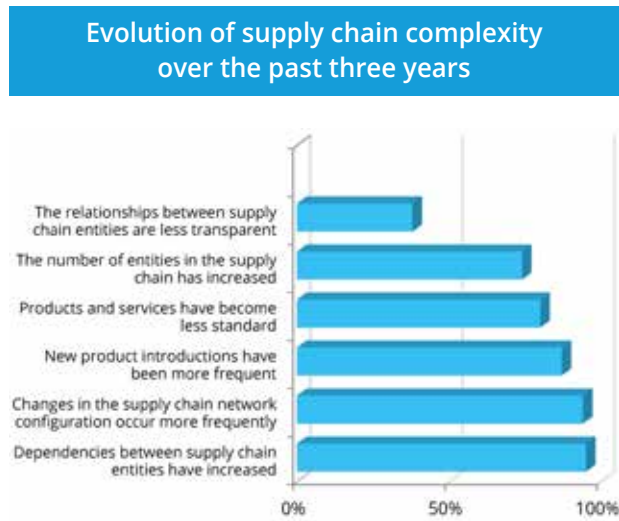 Evolution of supply chain complexity
over the past three years
The relationships between supply
chain entities are less transparent
The number of entities in the supply
chain has increased
Products and services have become
less standard
New product introductions have
been more frequent
Changes in the supply chain network
configuration occur more frequently
Dependencies between supply chain
entities have increased
0%
50%
100%